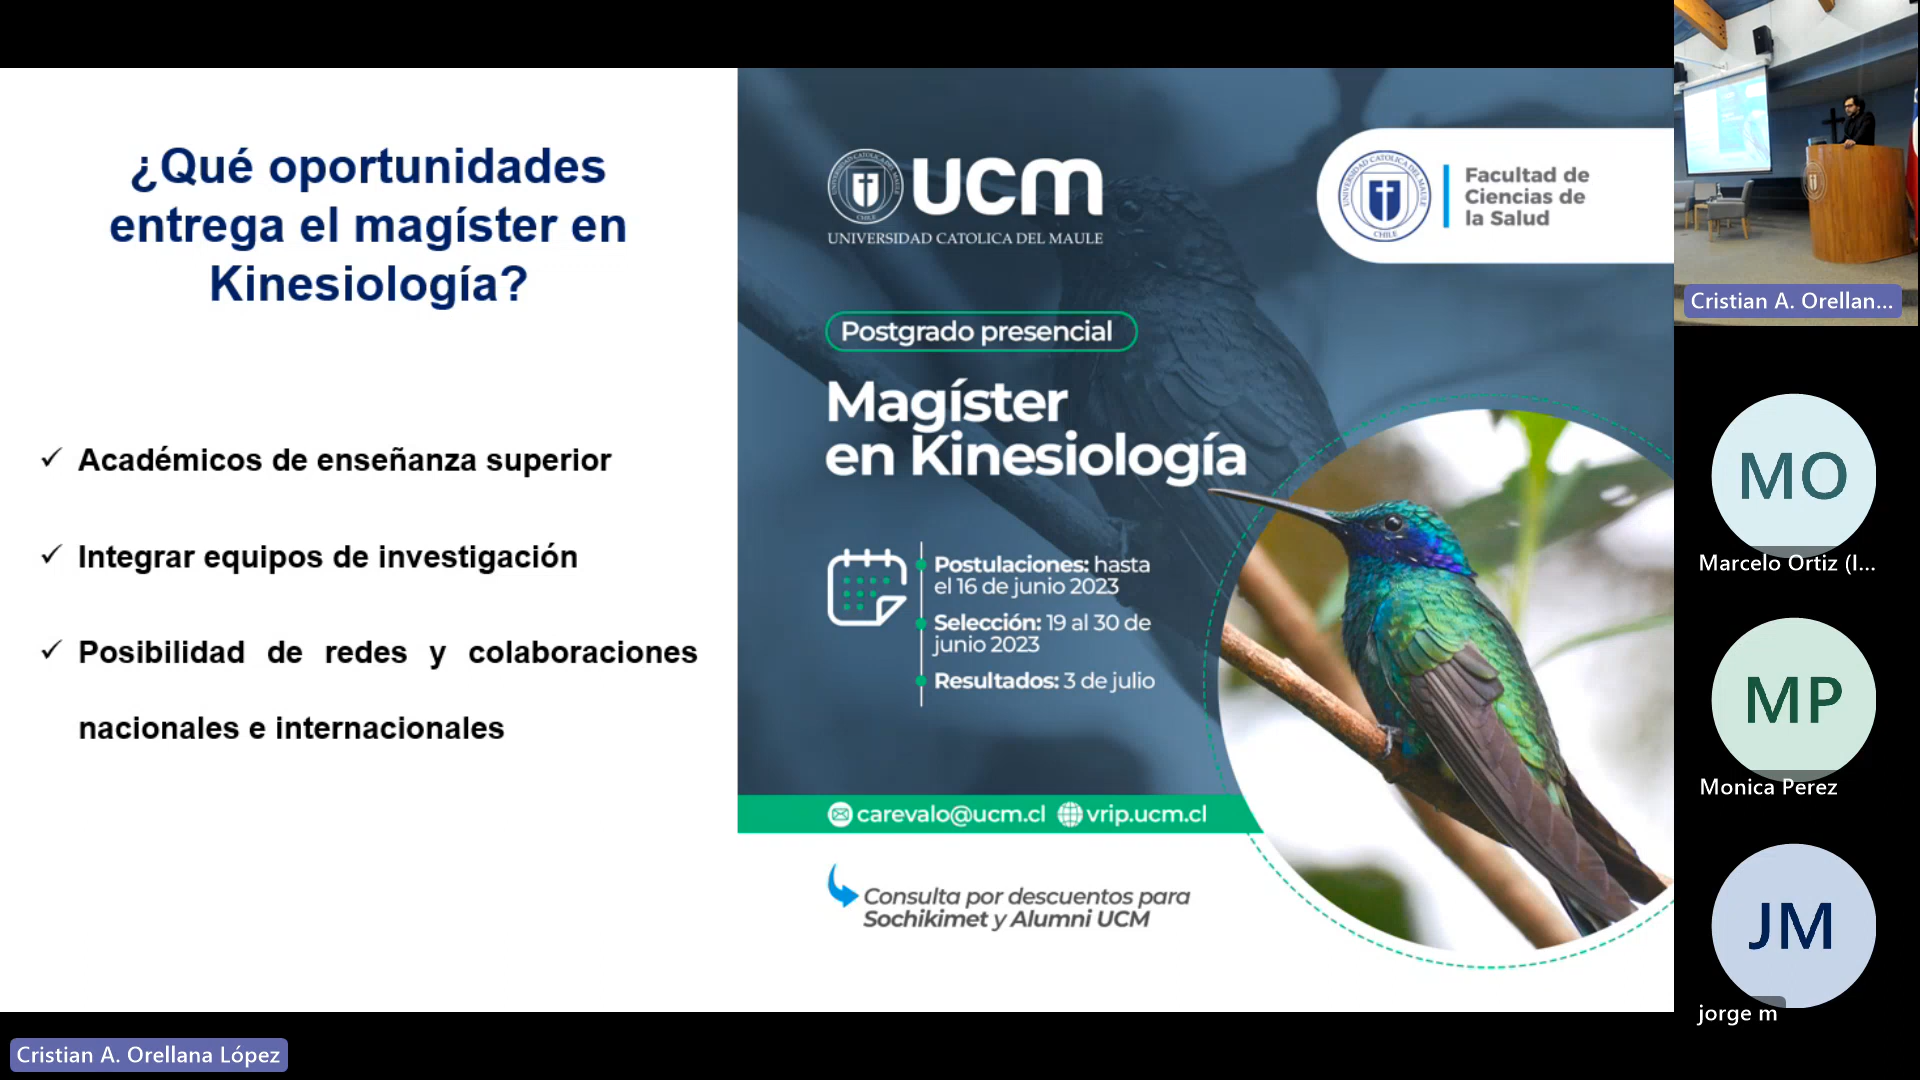 ¿Qué oportunidades
entrega el magíster en
Kinesiología?
✓ Académicos de enseñanza superior
✓ Integrar equipos de investigación
✓ Posibilidad de redes y colaboraciones
nacionales e internacionales
UCM
UNIVERSIDAD CATOLICA DEL MAULE
Facultad de
Ciencias de
la Salud
Postgrado presencial
Magíster
en Kinesiología
Postulaciones: hasta
el 16 de junio 2023
Selección: 19 al 30 de
junio 2023
Resultados: 3 de julio
carevalo@ucm.cl vrip.ucm.cl
Consulta por descuentos para
Sochikimet y Alumni UCM
Cristian A. Orellan...
MO
Marcelo Ortiz (I...
MP
Monica Perez
JM
jorge m
Cristian A. Orellana López